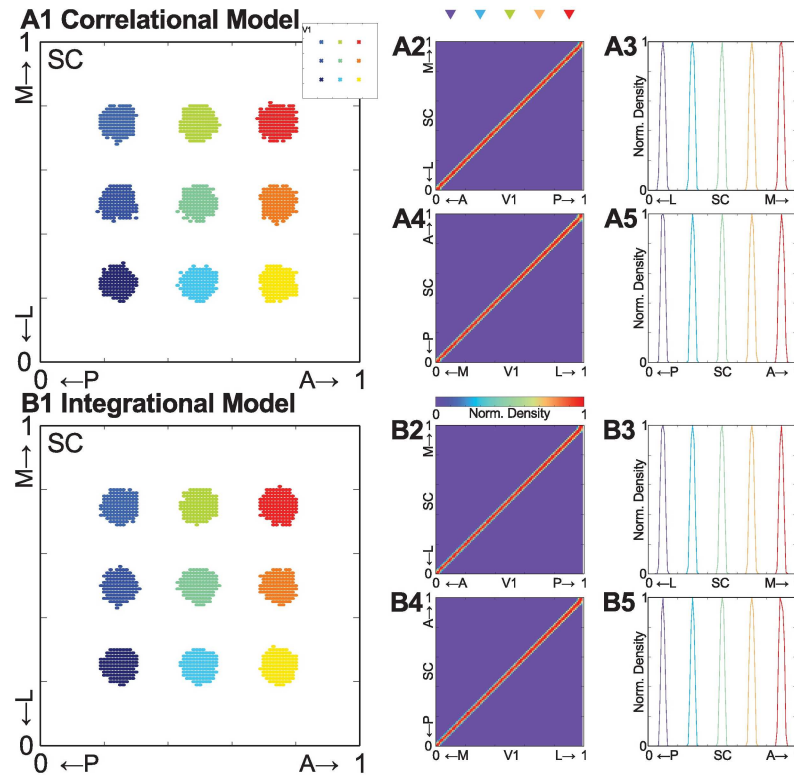 A1 Correlational Model
1
SC
M→
←L
0
0 ←P A→ 1
V1
A2
1
M→
SC
←L
0
0 ←A V1 P→ 1
A3
1
Norm. Density
0 ←L SC M→
A4
1
A→
SC
←P
0
0 ←M V1 L→ 1
A5
1
Norm. Density
0 ←P SC A→
B1 Integrational Model
1
SC
M→
←L
0
0 ←P A→ 1
0 Norm. Density 1
B2
1
M→
SC
←L
0
0 ←A V1 P→ 1
B3
1
Norm. Density
0 ←L SC M→
B4
1
A→
SC
←P
0
0 ←M V1 L→ 1
B5
1
Norm. Density
0 ←P SC A→